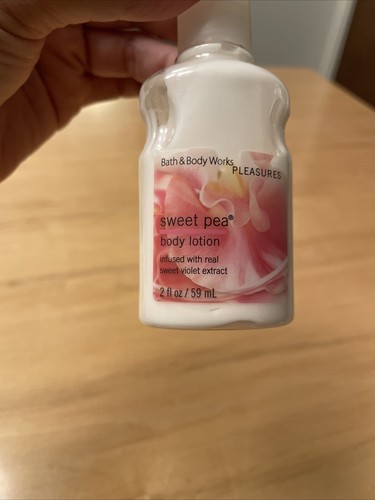 Bath & Body Works
PLEASURES
sweet pea®
body lotion
infused with real
sweet violet extract
2 fl oz / 59 mL